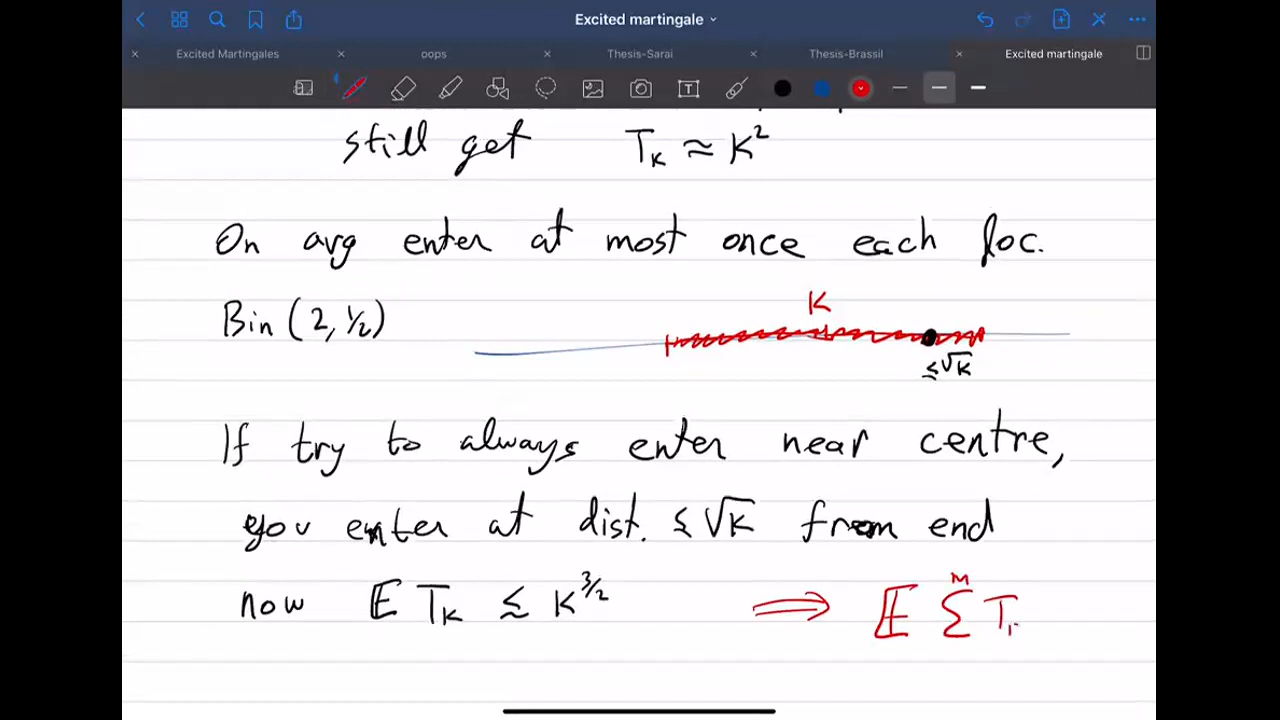 Excited martingale
Excited Martingales
oops
Thesis-Sarai
Thesis-Brassil
Excited martingale
still get T_K ≈ K²
On avg enter at most once each loc.
K
Bin (2, ½)
≲√K
If try to always enter near centre,
you enter at dist. ≲ √K from end
now 𝔼 T_K ≲ K^{3/2} ⟹ 𝔼 Σ^M T